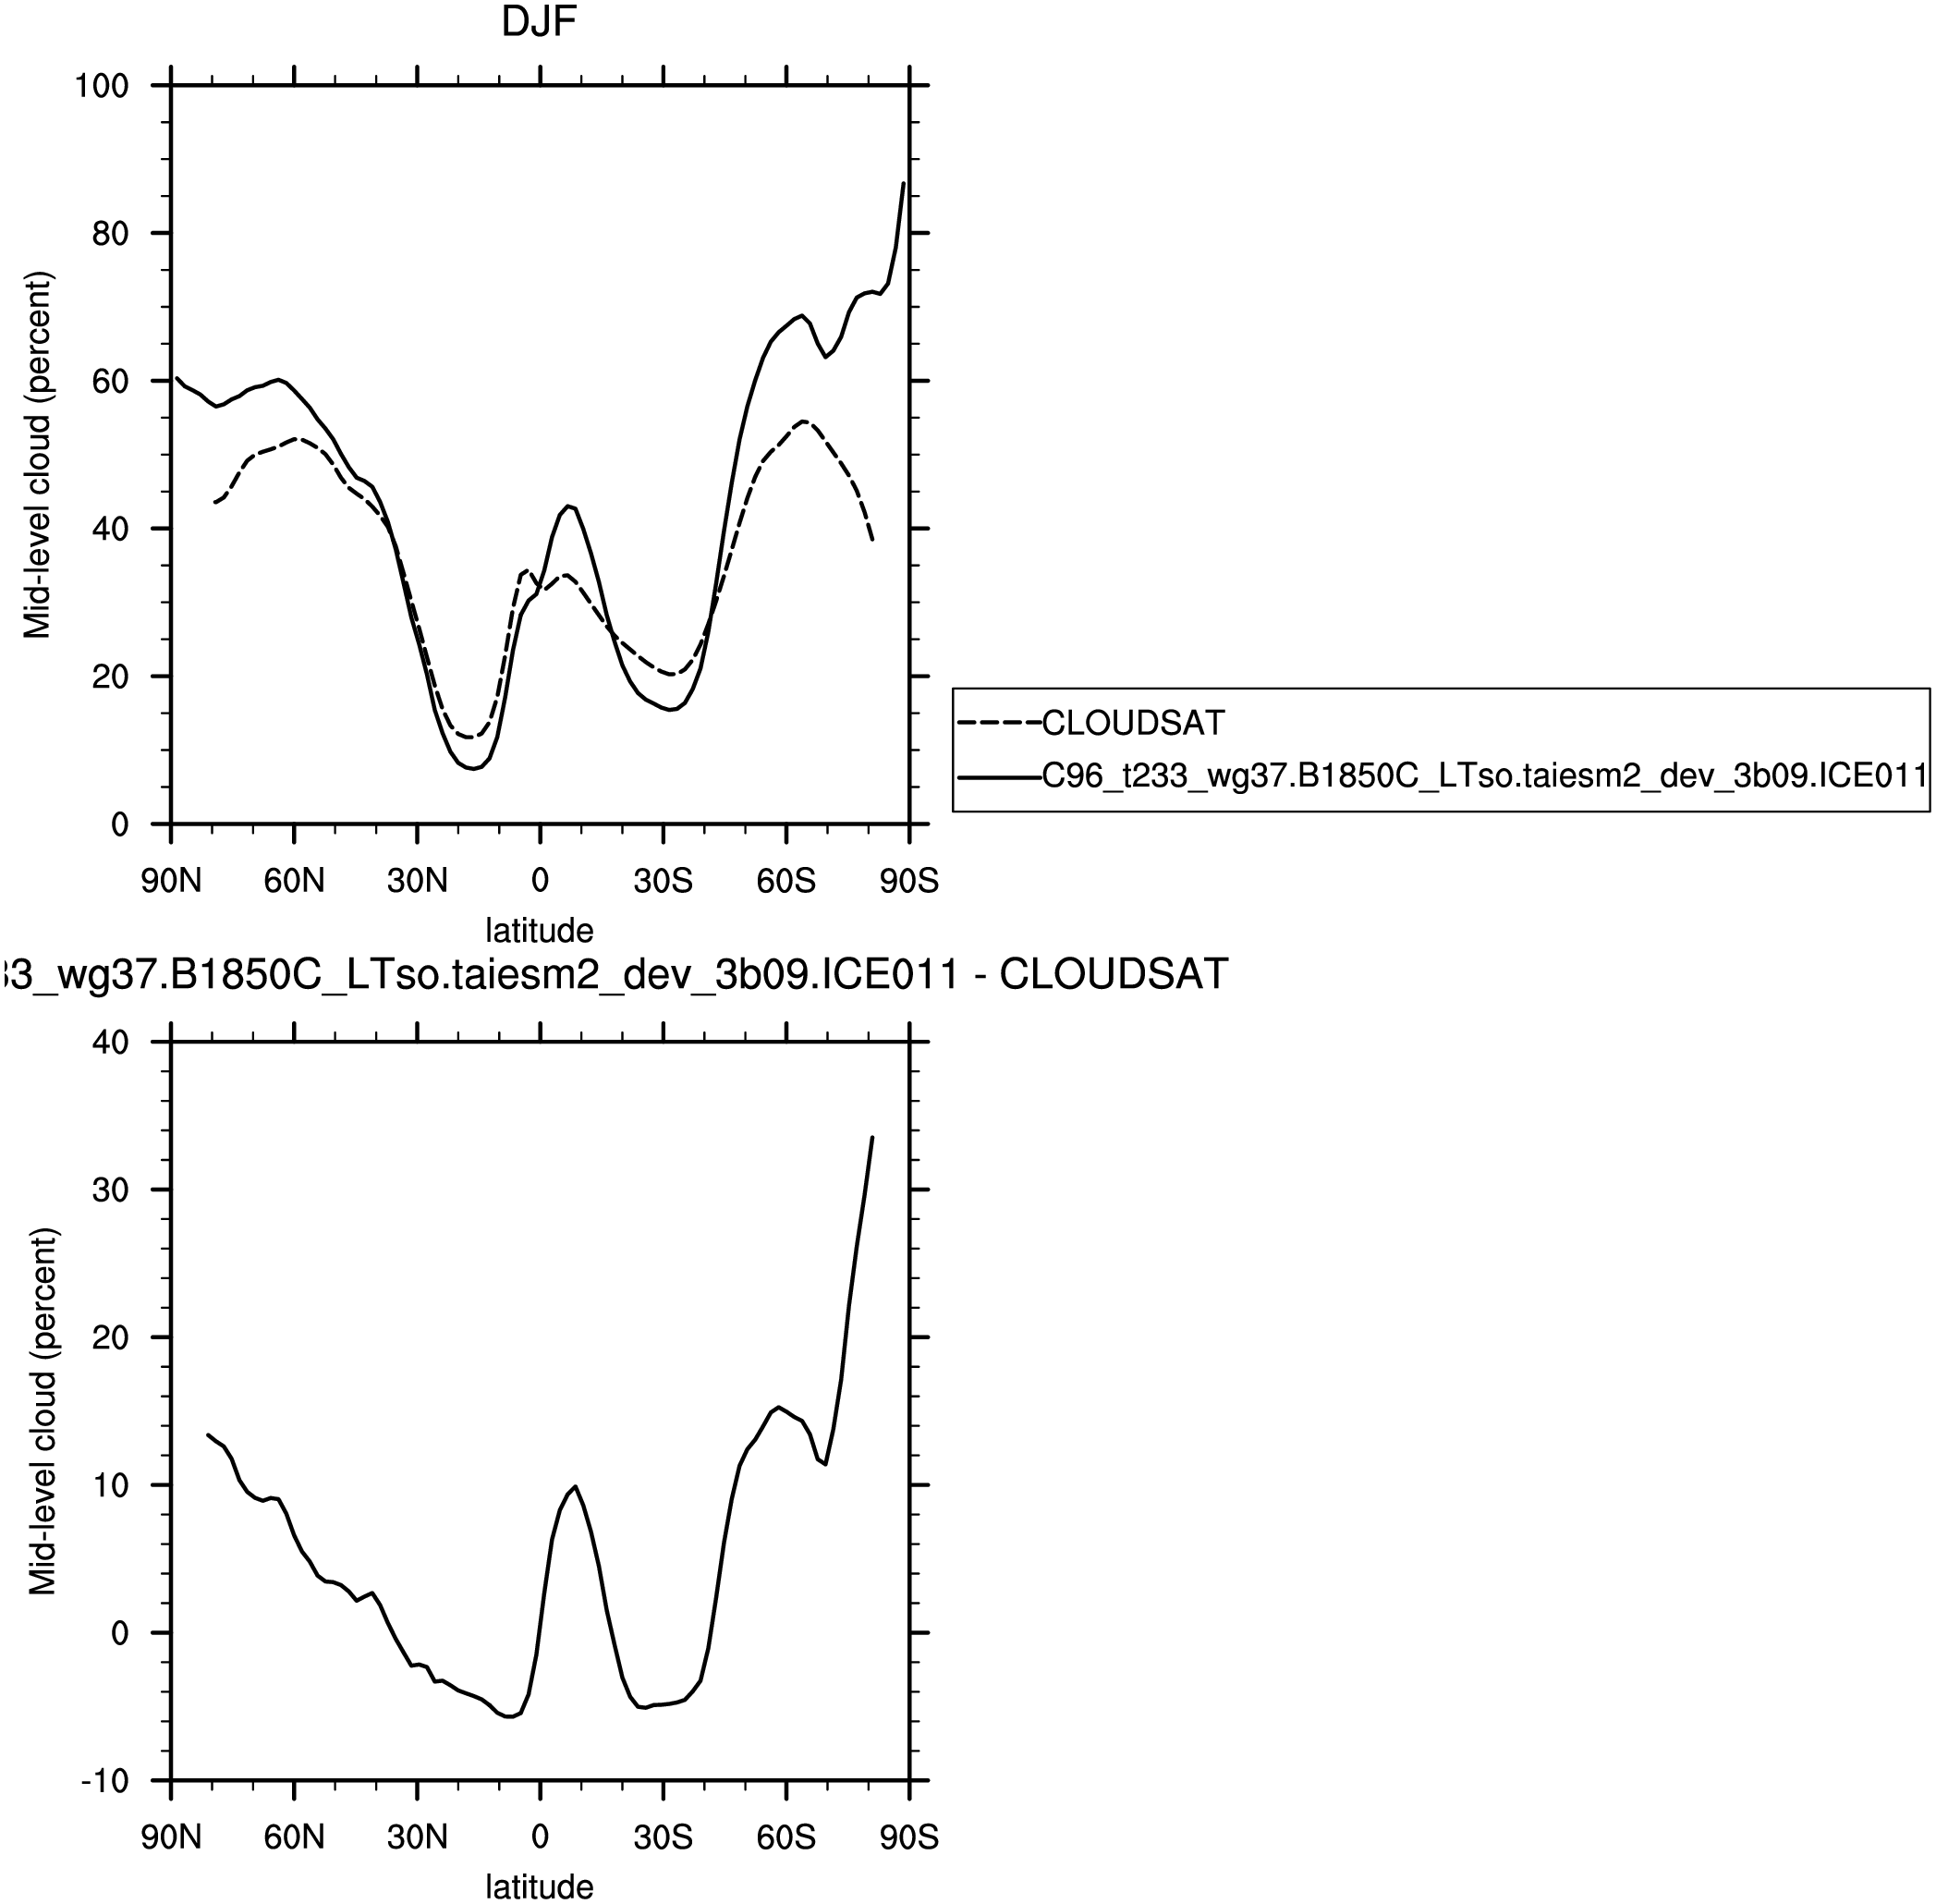 DJF
100
80
60
40
20
0
Mid-level cloud (percent)
90N 60N 30N 0 30S 60S 90S
latitude
CLOUDSAT
C96_t233_wg37.B1850C_LTso.taiesm2_dev_3b09.ICE011
3_wg37.B1850C_LTso.taiesm2_dev_3b09.ICE011 - CLOUDSAT
40
30
20
10
0
-10
Mid-level cloud (percent)
90N 60N 30N 0 30S 60S 90S
latitude